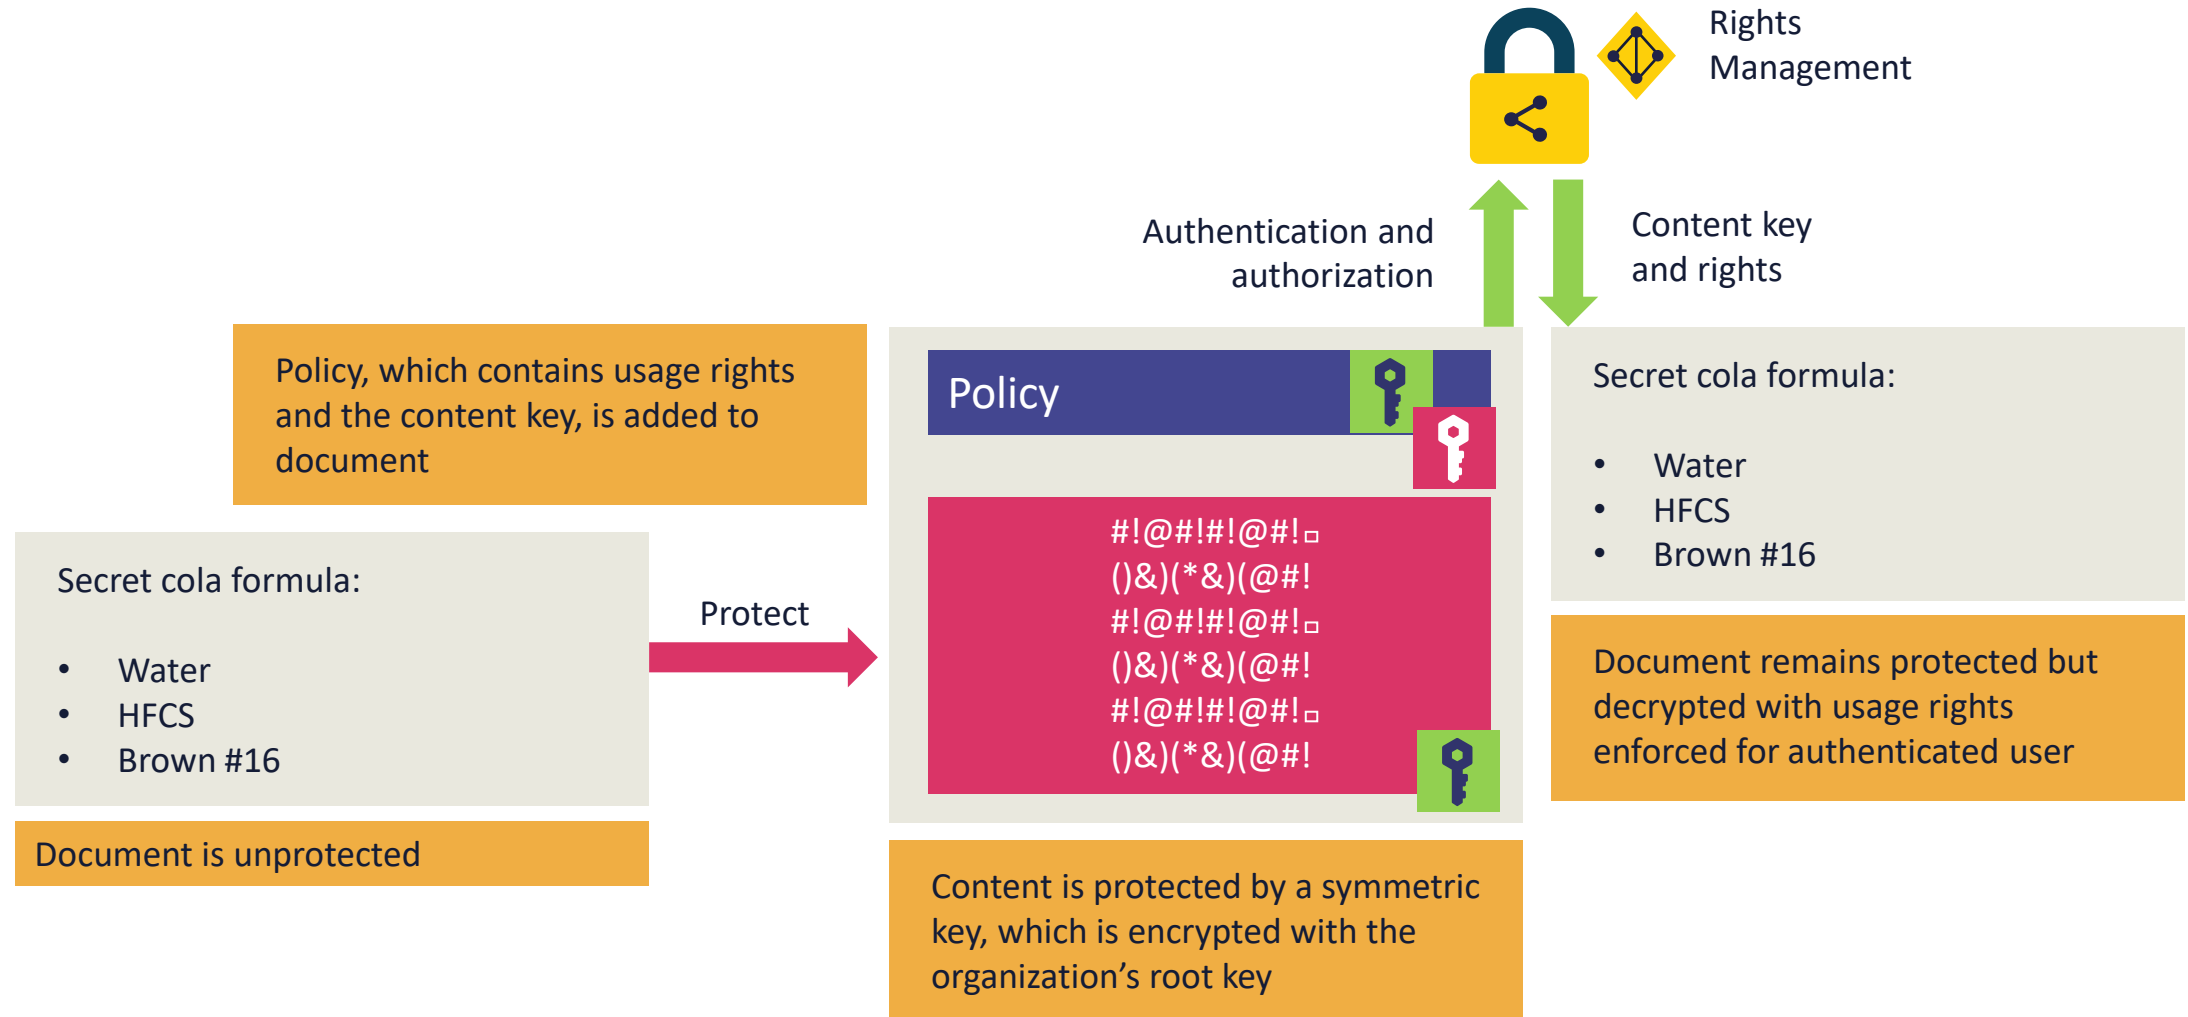 Rights
Management
Authentication and
authorization
Content key
and rights
Policy, which contains usage rights
and the content key, is added to
document
Secret cola formula:
• Water
• HFCS
• Brown #16
Document is unprotected
Protect
Policy
#!@#!#!@#!□
()&)(*&)(@#!
#!@#!#!@#!□
()&)(*&)(@#!
#!@#!#!@#!□
()&)(*&)(@#!
Content is protected by a symmetric
key, which is encrypted with the
organization's root key
Secret cola formula:
• Water
• HFCS
• Brown #16
Document remains protected but
decrypted with usage rights
enforced for authenticated user